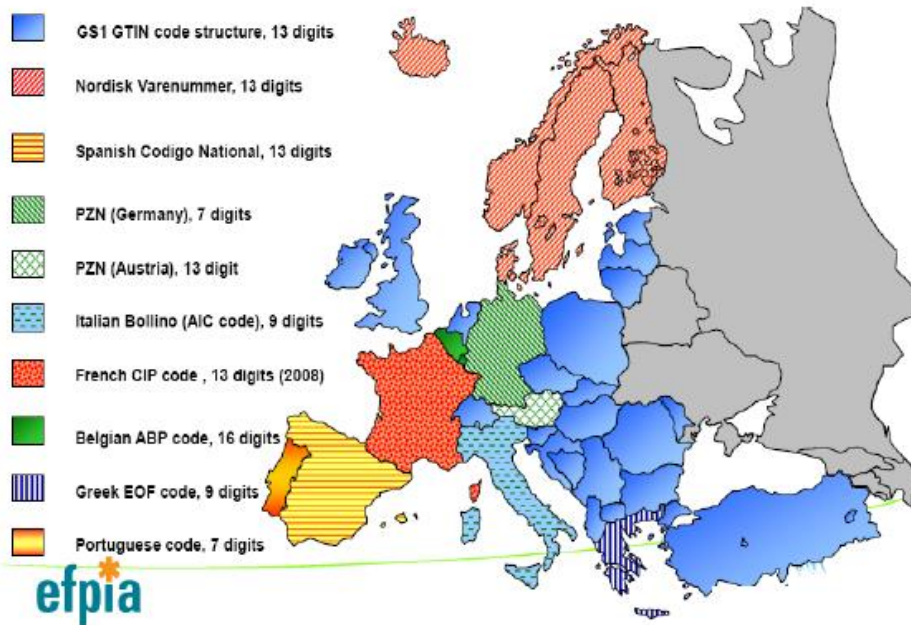 GS1 GTIN code structure, 13 digits
Nordisk Varenummer, 13 digits
Spanish Codigo National, 13 digits
PZN (Germany), 7 digits
PZN (Austria), 13 digit
Italian Bollino (AIC code), 9 digits
French CIP code , 13 digits (2008)
Belgian ABP code, 16 digits
Greek EOF code, 9 digits
Portuguese code, 7 digits
efpia